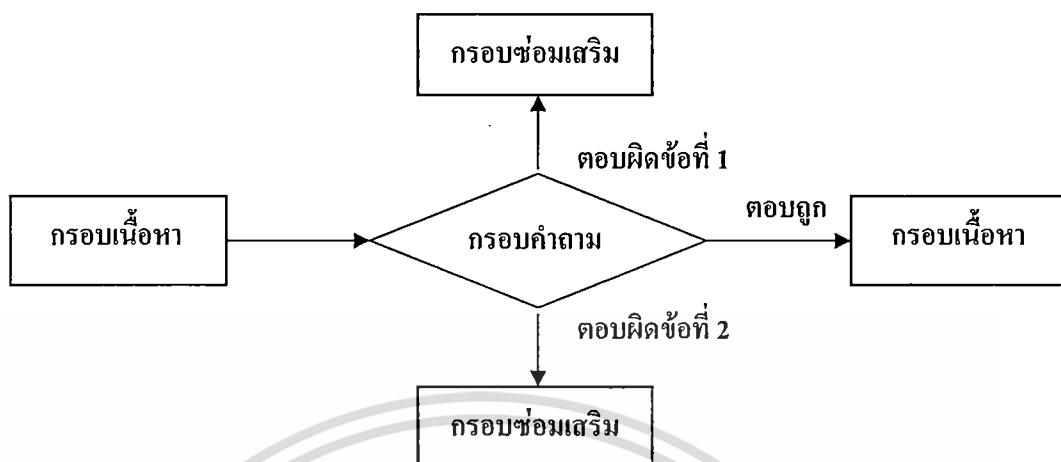 กรอบซ่อมเสริม
ตอบผิดข้อที่ 1
กรอบเนื้อหา
กรอบคำถาม
ตอบถูก
กรอบเนื้อหา
ตอบผิดข้อที่ 2
กรอบซ่อมเสริม